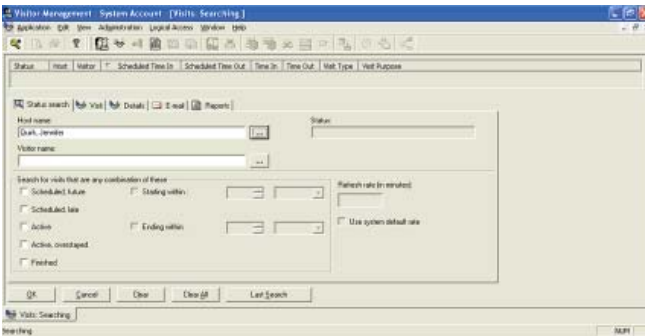 Visitor Management : System Account - [Visits: Searching]
Application Edit View Administration Logical Access Window Help
Status Host Visitor Scheduled Time In Scheduled Time Out Time In Time Out Visit Type Visit Purpose
Status search Visit Details E-mail Reports
Host name: Status:
Quirk, Jennifer ...
Visitor name:
...
Search for visits that are any combination of these Refresh rate (in minutes):
Scheduled, future Starting within
Scheduled, late
Active Ending within Use system default rate
Active, overstayed
Finished
OK Cancel Clear Clear All Last Search
Visits: Searching
Searching NUM